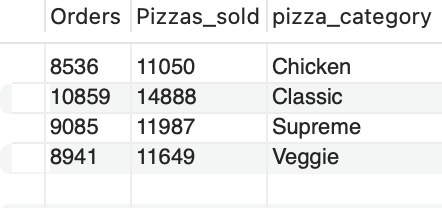 Orders Pizzas_sold pizza_category
8536 11050 Chicken
10859 14888 Classic
9085 11987 Supreme
8941 11649 Veggie